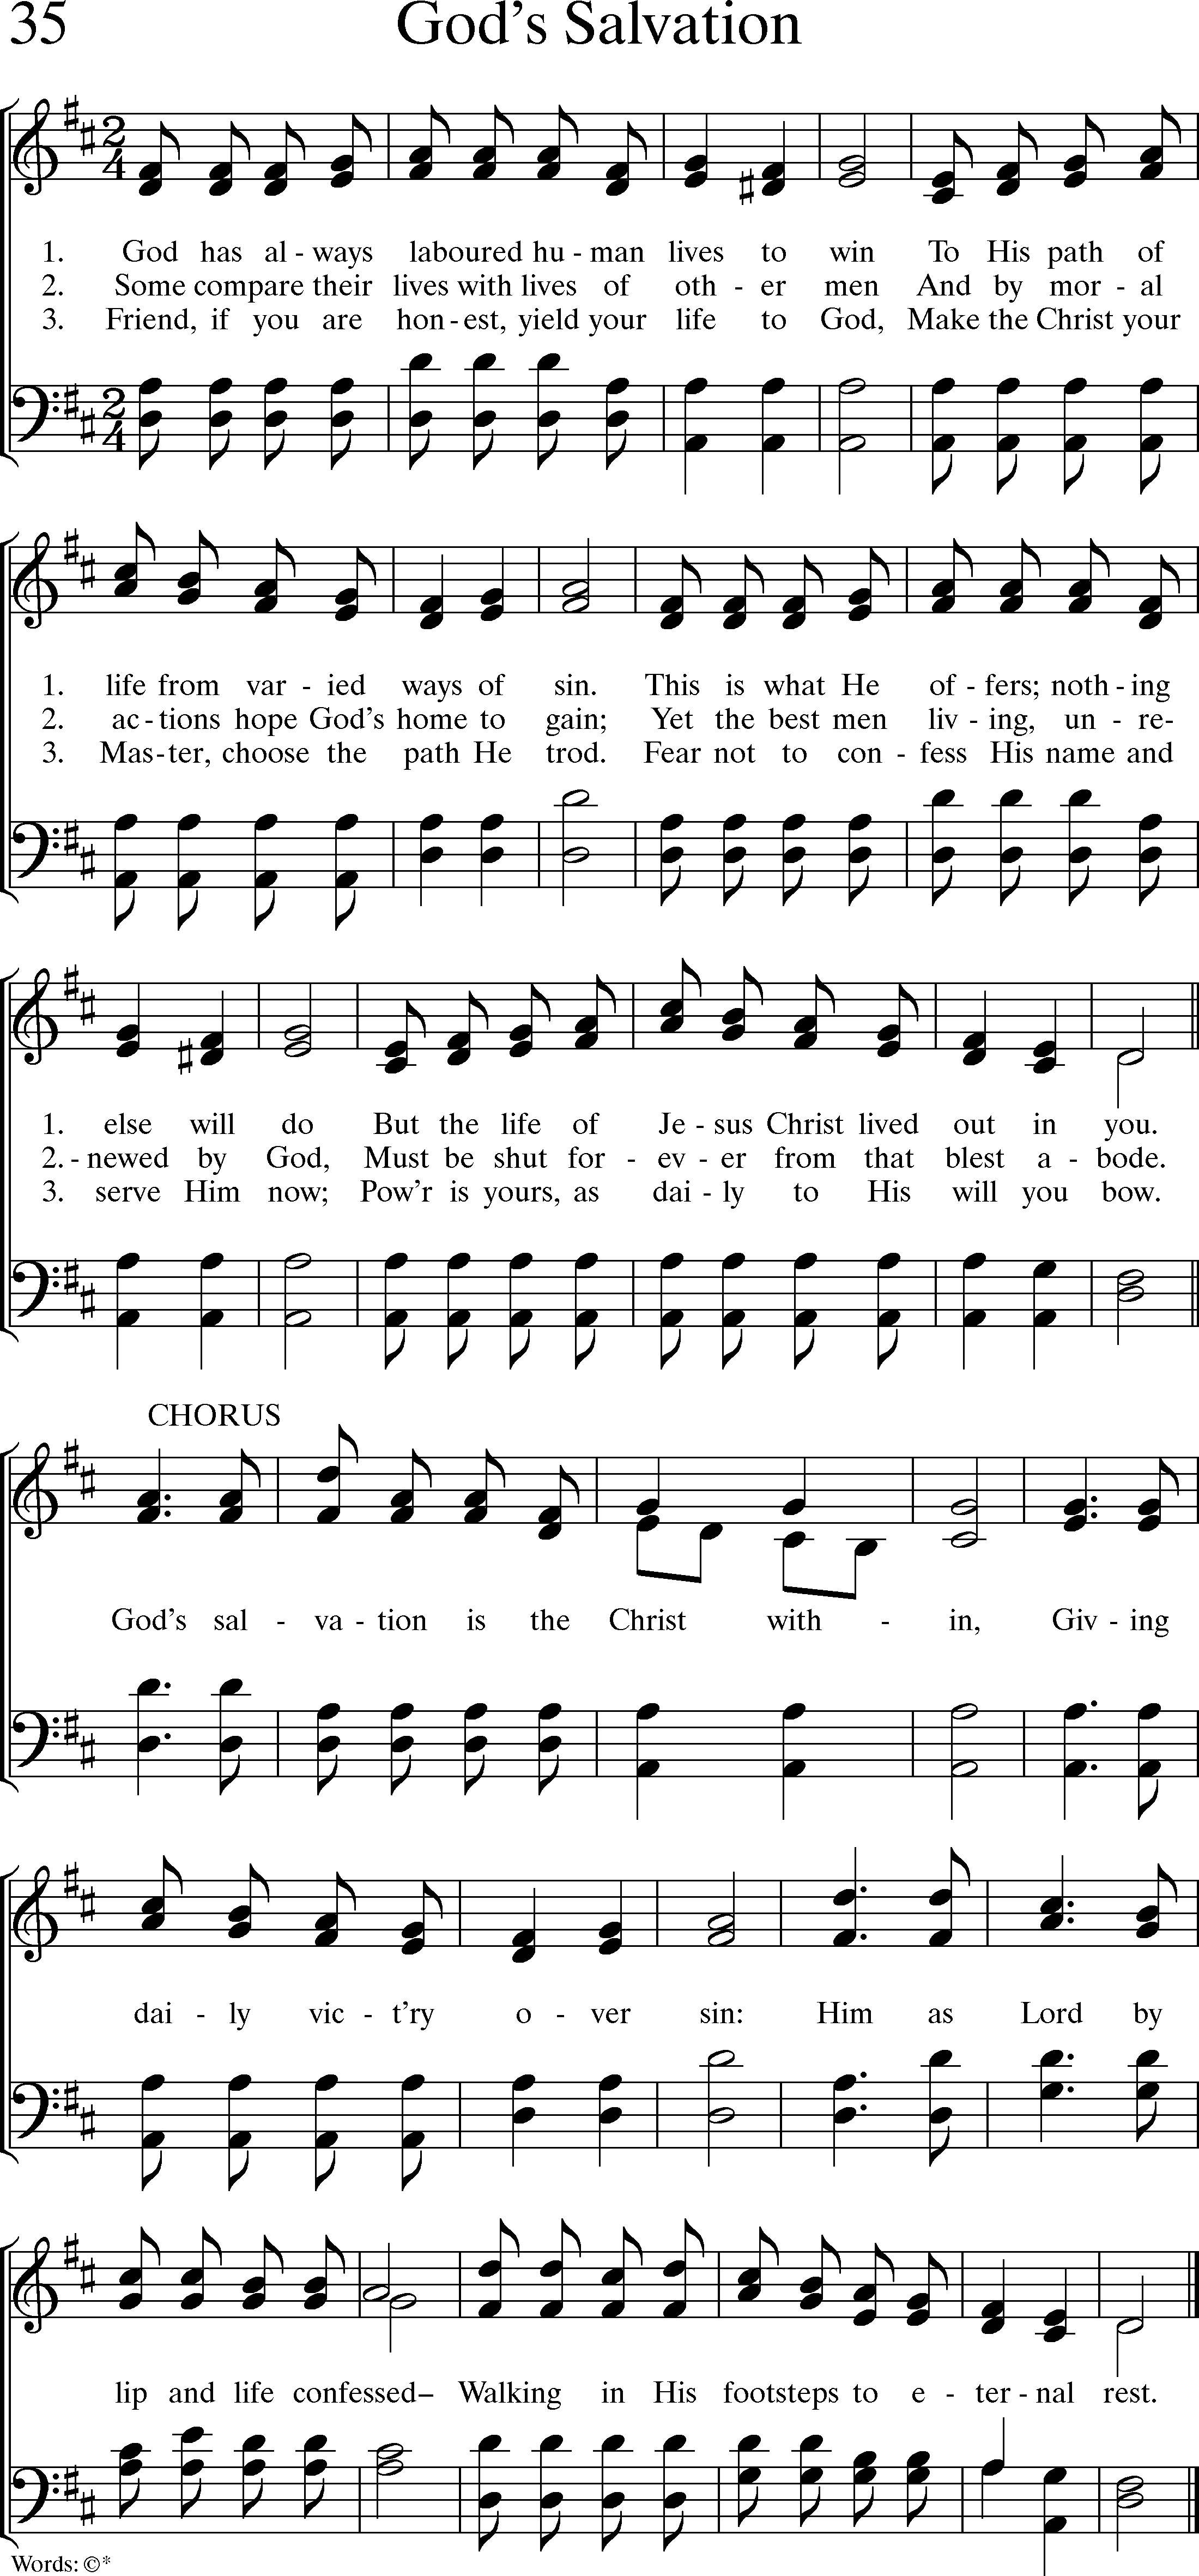 35 God's Salvation
2 4
1. God has al - ways laboured hu - man lives to win To His path of
2. Some compare their lives with lives of oth - er men And by mor - al
3. Friend, if you are hon - est, yield your life to God, Make the Christ your
2 4
1. life from var - ied ways of sin. This is what He of - fers; noth - ing
2. ac - tions hope God's home to gain; Yet the best men liv - ing, un - re-
3. Mas - ter, choose the path He trod. Fear not to con - fess His name and
1. else will do But the life of Je - sus Christ lived out in you.
2. - newed by God, Must be shut for - ev - er from that blest a - bode.
3. serve Him now; Pow'r is yours, as dai - ly to His will you bow.
CHORUS
God's sal - va - tion is the Christ with - in, Giv - ing
dai - ly vic - t'ry o - ver sin: Him as Lord by
lip and life confessed– Walking in His footsteps to e - ter - nal rest.
Words: ©*